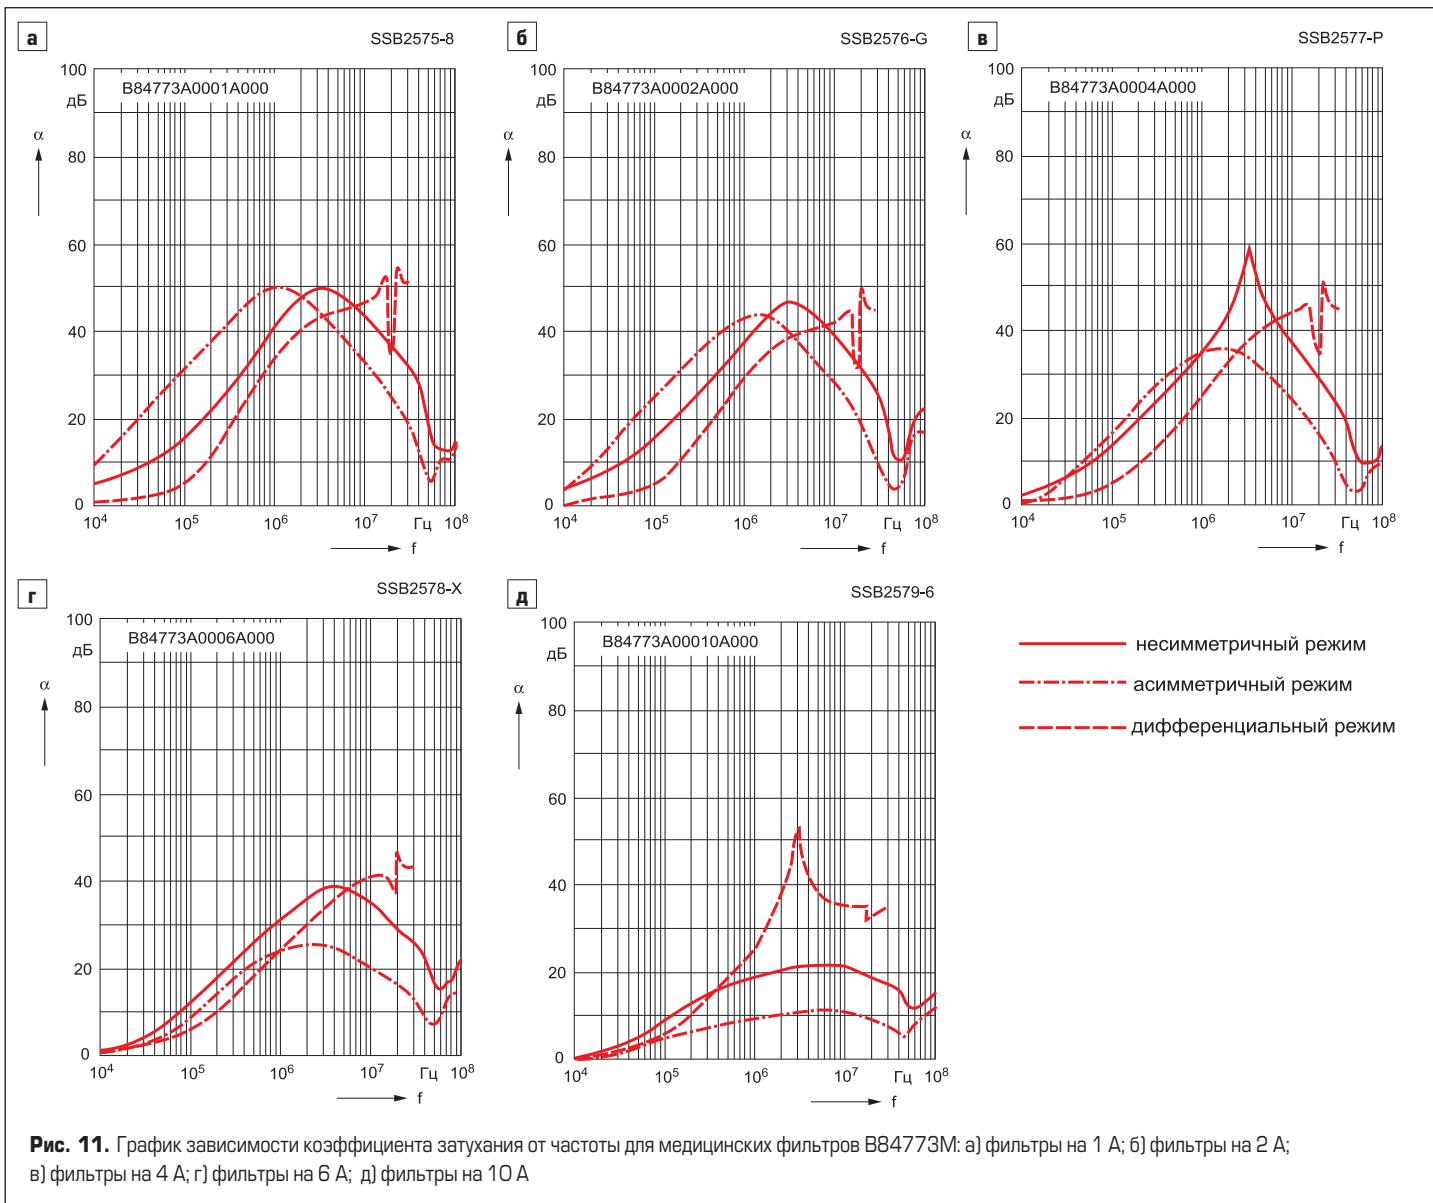 а
SSB2575-8
100
дБ
B84773A0001A000
α
80
60
40
20
0
10⁴
10⁵
10⁶
10⁷
Гц
10⁸
f
б
SSB2576-G
100
дБ
B84773A0002A000
α
80
60
40
20
0
10⁴
10⁵
10⁶
10⁷
Гц
10⁸
f
в
SSB2577-P
100
дБ
B84773A0004A000
α
80
60
40
20
0
10⁴
10⁵
10⁶
10⁷
Гц
10⁸
f
г
SSB2578-X
100
дБ
B84773A0006A000
α
80
60
40
20
0
10⁴
10⁵
10⁶
10⁷
Гц
10⁸
f
д
SSB2579-6
100
дБ
B84773A00010A000
α
80
60
40
20
0
10⁴
10⁵
10⁶
10⁷
Гц
10⁸
f
несимметричный режим
асимметричный режим
дифференциальный режим
Рис. 11. График зависимости коэффициента затухания от частоты для медицинских фильтров B84773M: а) фильтры на 1 А; б) фильтры на 2 А;
в) фильтры на 4 А; г) фильтры на 6 А; д) фильтры на 10 А